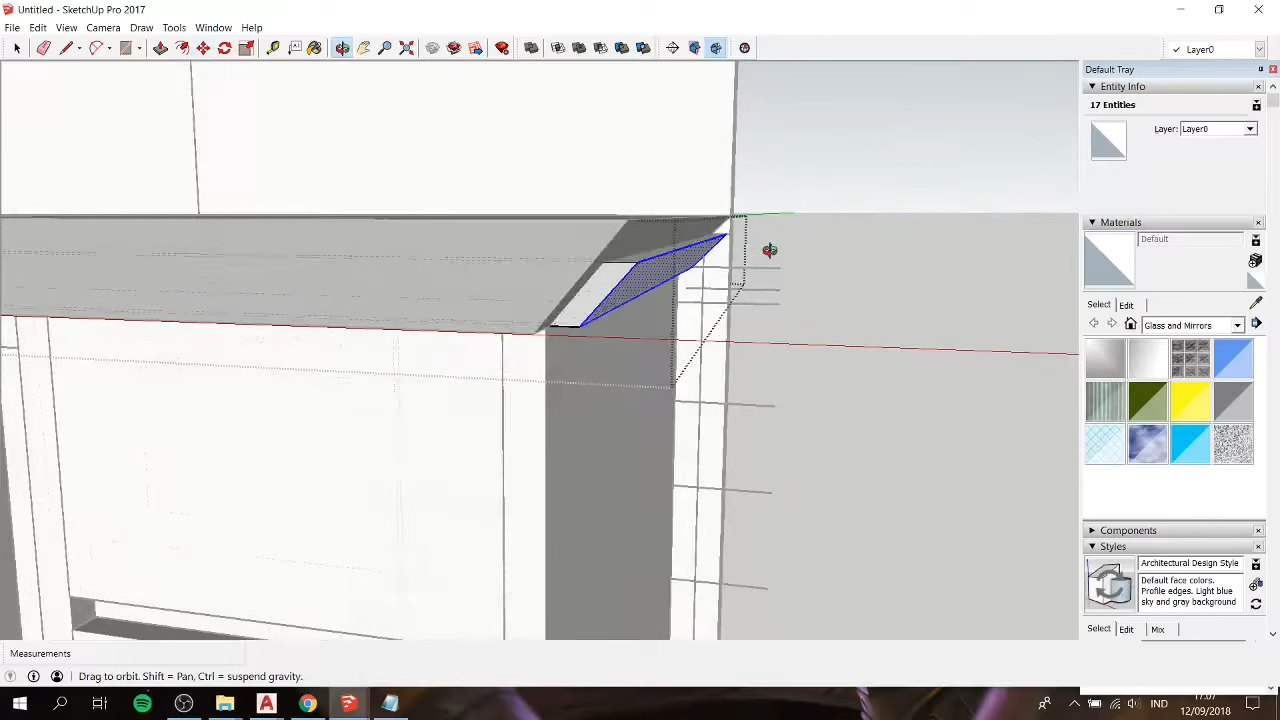 Untitled - SketchUp Pro 2017
File Edit View Camera Draw Tools Window Help
Layer0
Default Tray
Entity Info
17 Entities
Layer: Layer0
Materials
Default
Select Edit
Glass and Mirrors
Components
Styles
Architectural Design Style
Default face colors.
Profile edges. Light blue
sky and gray background
Select Edit Mix
Measurements
Drag to orbit. Shift = Pan, Ctrl = suspend gravity.
IND
17:07
12/09/2018